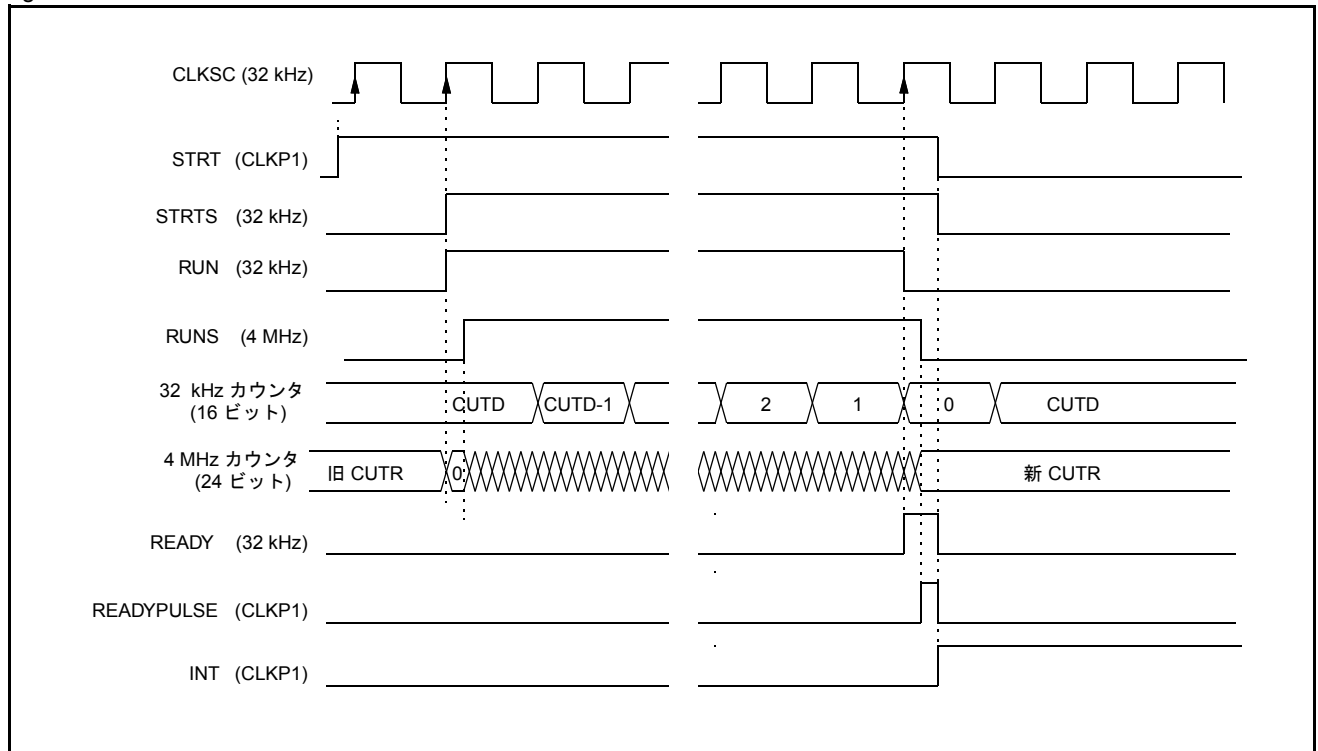 CLKSC (32 kHz)
STRT (CLKP1)
STRTS (32 kHz)
RUN (32 kHz)
RUNS (4 MHz)
32 kHz カウンタ
(16 ビット)
CUTD CUTD-1 2 1 0 CUTD
4 MHz カウンタ
(24 ビット)
旧 CUTR 0 新 CUTR
READY (32 kHz)
READYPULSE (CLKP1)
INT (CLKP1)